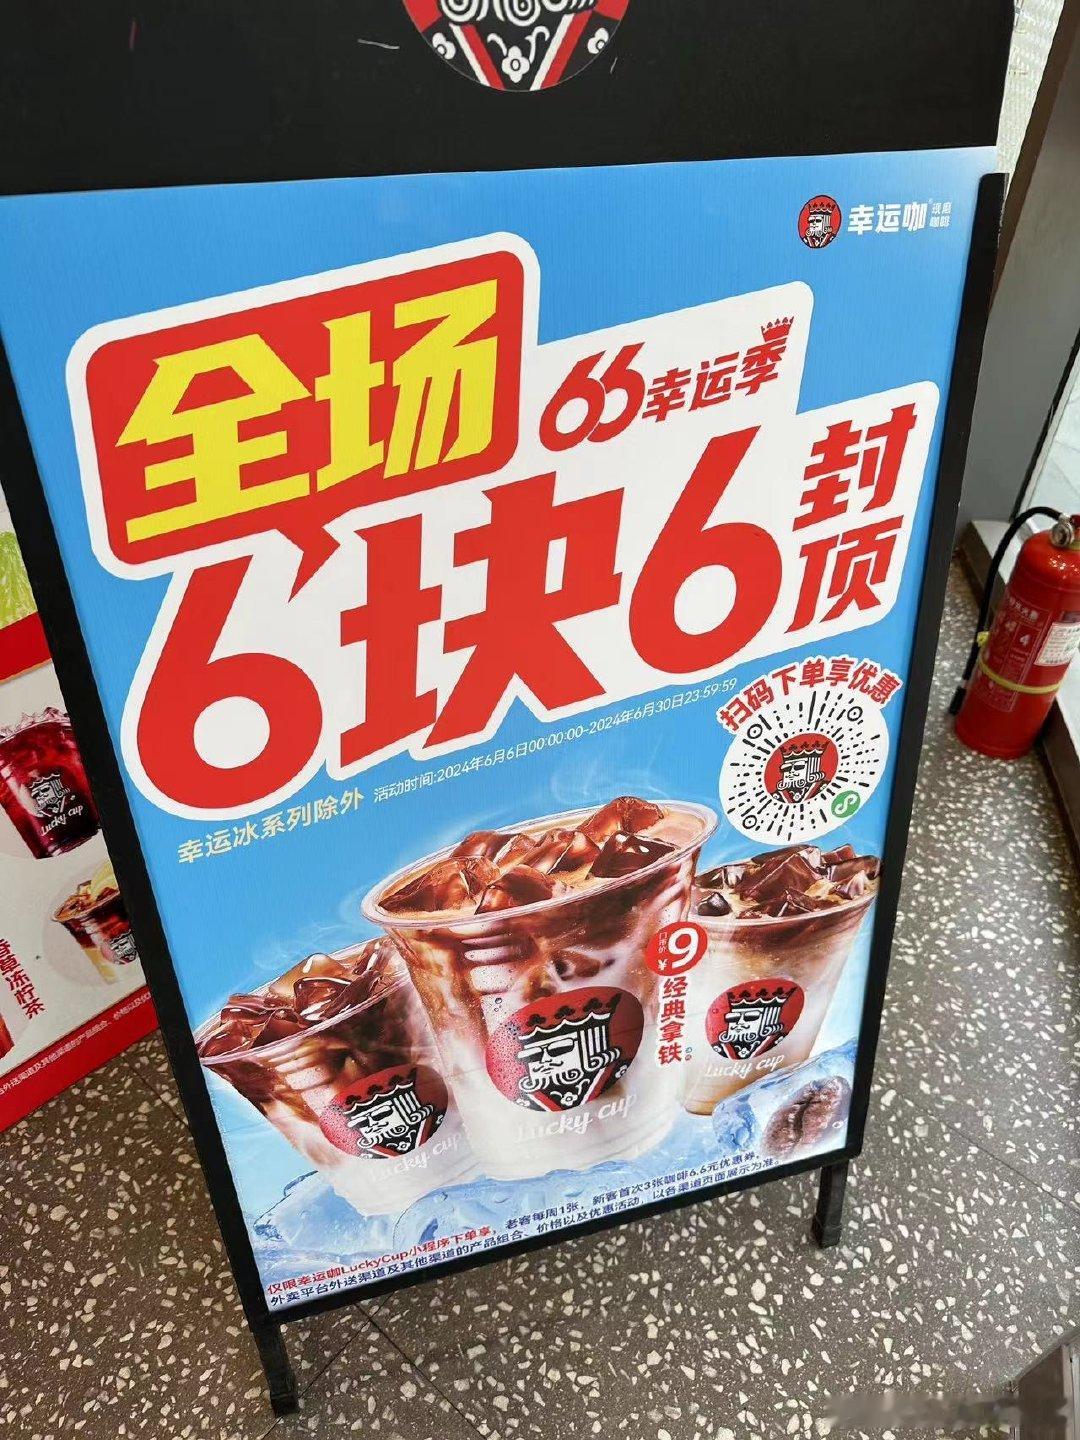 幸运咖 现磨咖啡
全场
66幸运季
6块6封顶
扫码下单享优惠
活动时间:2024年6月6日00:00:00-2024年6月30日23:59:59
幸运冰系列除外
门市价
¥9
经典拿铁
Lucky cup
Lucky cup
Lucky cup
Lucky cup
仅限幸运咖LuckyCup小程序下单享，老客每周1张，新客首次3张咖啡6.6元优惠券，
外卖平台外送渠道及其他渠道的产品组合、价格以及优惠活动，以各渠道页面展示为准。
冻柠茶